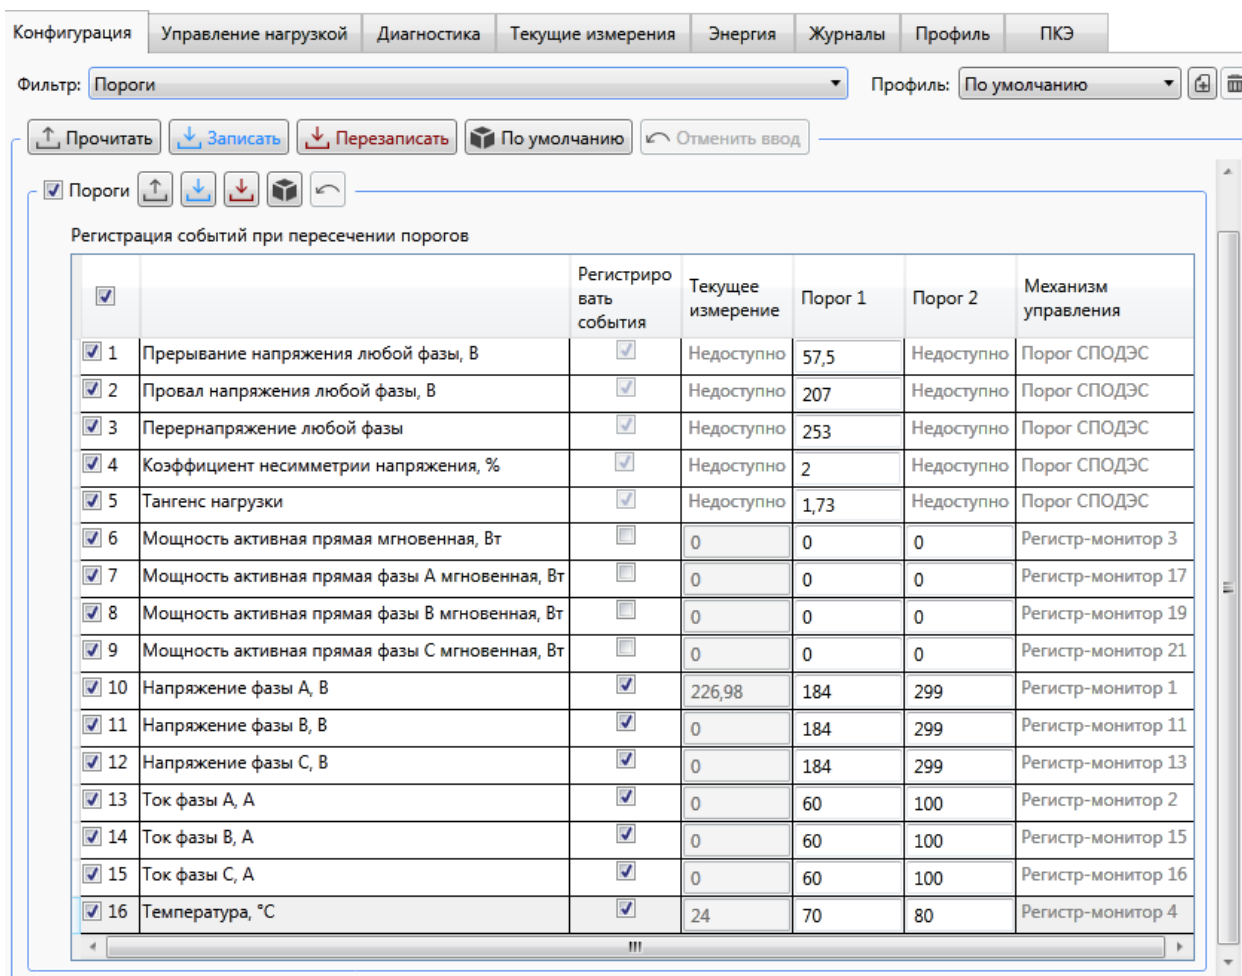 Конфигурация Управление нагрузкой Диагностика Текущие измерения Энергия Журналы Профиль ПКЭ
Фильтр: Пороги Профиль: По умолчанию
Прочитать Записать Перезаписать По умолчанию Отменить ввод
Пороги
Регистрация событий при пересечении порогов
Регистриро
вать
события
Текущее
измерение
Порог 1
Порог 2
Механизм
управления
1 Прерывание напряжения любой фазы, В Недоступно 57,5 Недоступно Порог СПОДЭС
2 Провал напряжения любой фазы, В Недоступно 207 Недоступно Порог СПОДЭС
3 Перернапряжение любой фазы Недоступно 253 Недоступно Порог СПОДЭС
4 Коэффициент несимметрии напряжения, % Недоступно 2 Недоступно Порог СПОДЭС
5 Тангенс нагрузки Недоступно 1,73 Недоступно Порог СПОДЭС
6 Мощность активная прямая мгновенная, Вт 0 0 0 Регистр-монитор 3
7 Мощность активная прямая фазы А мгновенная, Вт 0 0 0 Регистр-монитор 17
8 Мощность активная прямая фазы В мгновенная, Вт 0 0 0 Регистр-монитор 19
9 Мощность активная прямая фазы С мгновенная, Вт 0 0 0 Регистр-монитор 21
10 Напряжение фазы А, В 226,98 184 299 Регистр-монитор 1
11 Напряжение фазы В, В 0 184 299 Регистр-монитор 11
12 Напряжение фазы С, В 0 184 299 Регистр-монитор 13
13 Ток фазы А, А 0 60 100 Регистр-монитор 2
14 Ток фазы В, А 0 60 100 Регистр-монитор 15
15 Ток фазы С, А 0 60 100 Регистр-монитор 16
16 Температура, °С 24 70 80 Регистр-монитор 4